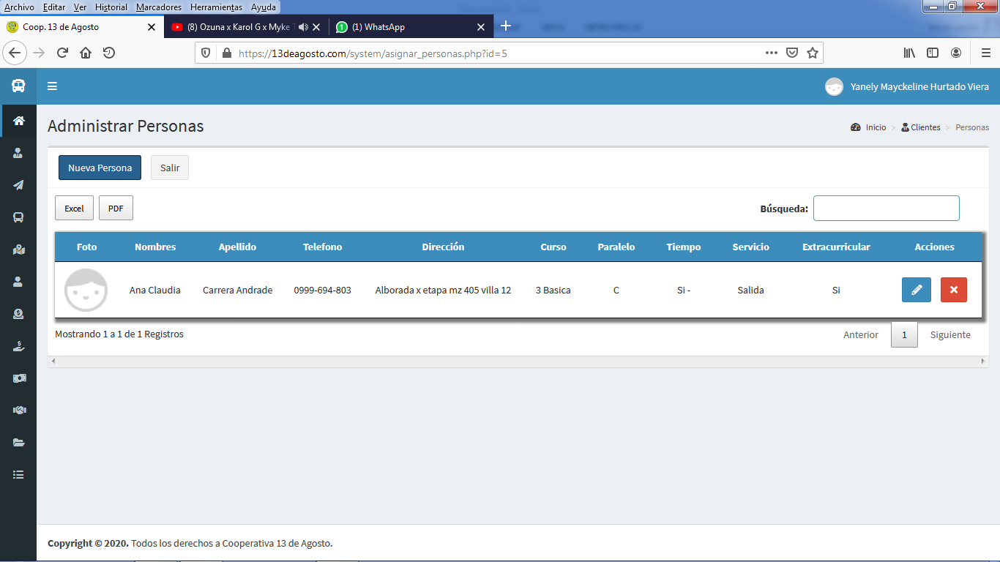 Archivo Editar Ver Historial Marcadores Herramientas Ayuda
Coop. 13 de Agosto
(8) Ozuna x Karol G x Myke
(1) WhatsApp
https://13deagosto.com/system/asignar_personas.php?id=5
Yanely Mayckeline Hurtado Viera
Administrar Personas
Inicio > Clientes > Personas
Nueva Persona Salir
Excel PDF Búsqueda:
Foto Nombres Apellido Telefono Dirección Curso Paralelo Tiempo Servicio Extracurricular Acciones
Ana Claudia Carrera Andrade 0999-694-803 Alborada x etapa mz 405 villa 12 3 Basica C Si - Salida Si
Mostrando 1 a 1 de 1 Registros Anterior 1 Siguiente
Copyright © 2020. Todos los derechos a Cooperativa 13 de Agosto.